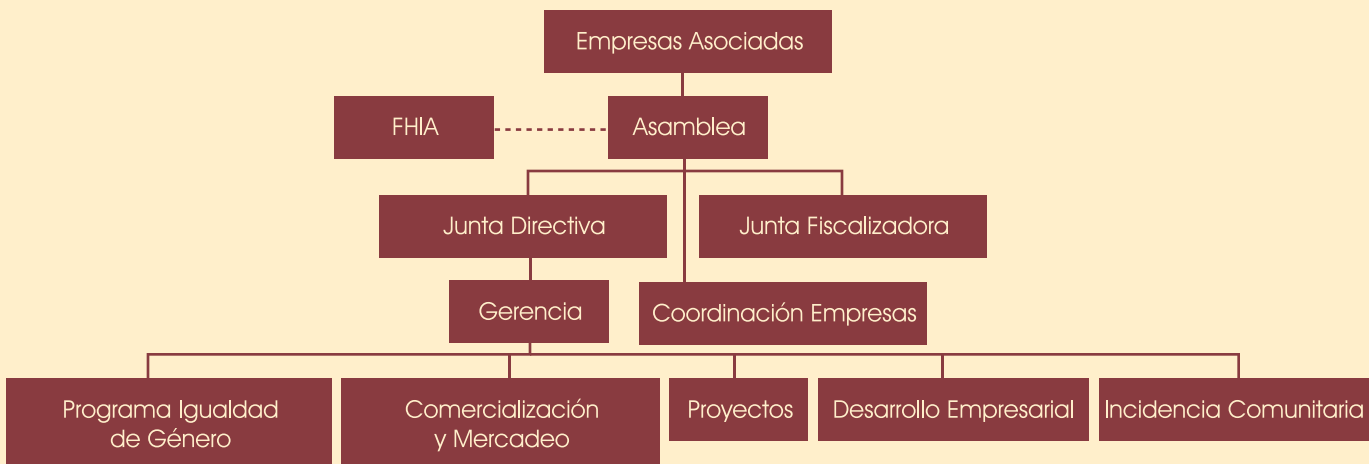 Empresas Asociadas
FHIA
Asamblea
Junta Directiva
Junta Fiscalizadora
Gerencia
Coordinación Empresas
Programa Igualdad
de Género
Comercialización
y Mercadeo
Proyectos
Desarrollo Empresarial
Incidencia Comunitaria